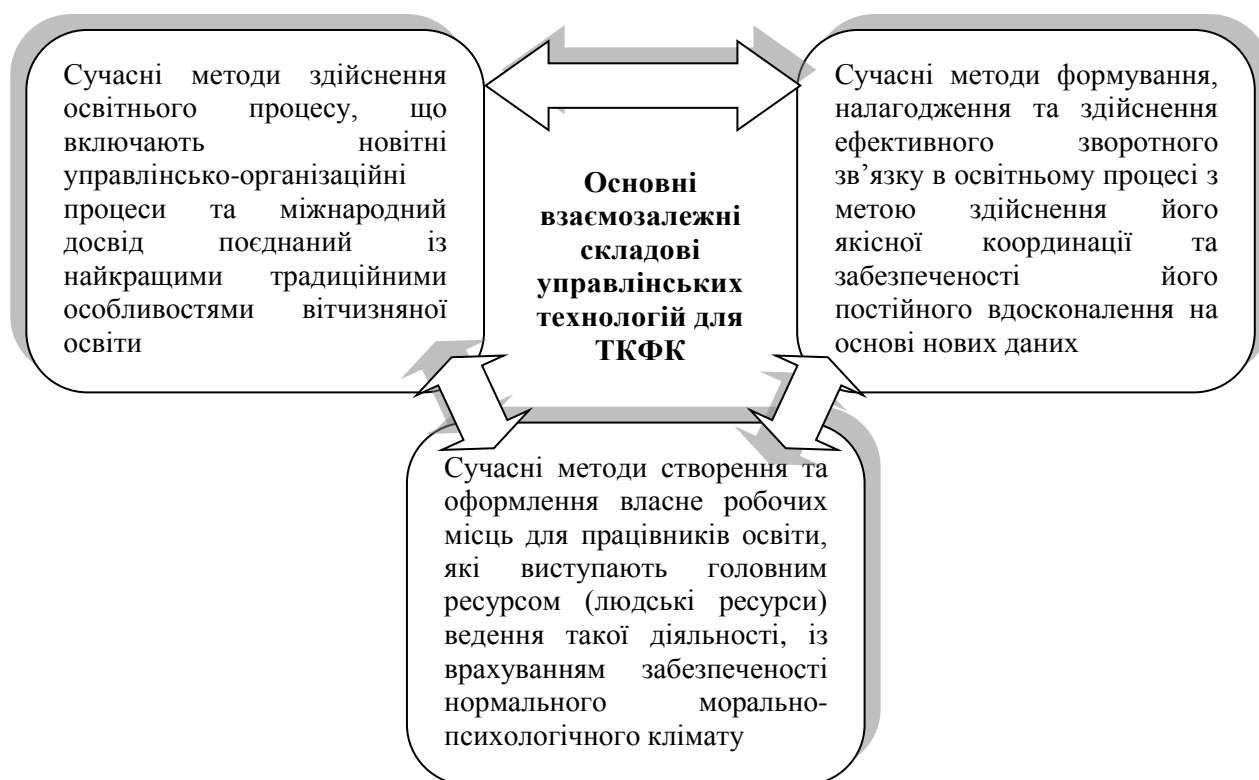 Сучасні методи здійснення
освітнього процесу, що
включають новітні
управлінсько-організаційні
процеси та міжнародний
досвід поєднаний із
найкращими традиційними
особливостями вітчизняної
освіти
Основні
взаємозалежні
складові
управлінських
технологій для
ТКФК
Сучасні методи формування,
налагодження та здійснення
ефективного зворотного
зв’язку в освітньому процесі з
метою здійснення його
якісної координації та
забезпеченості його
постійного вдосконалення на
основі нових даних
Сучасні методи створення та
оформлення власне робочих
місць для працівників освіти,
які виступають головним
ресурсом (людські ресурси)
ведення такої діяльності, із
врахуванням забезпеченості
нормального морально-
психологічного клімату